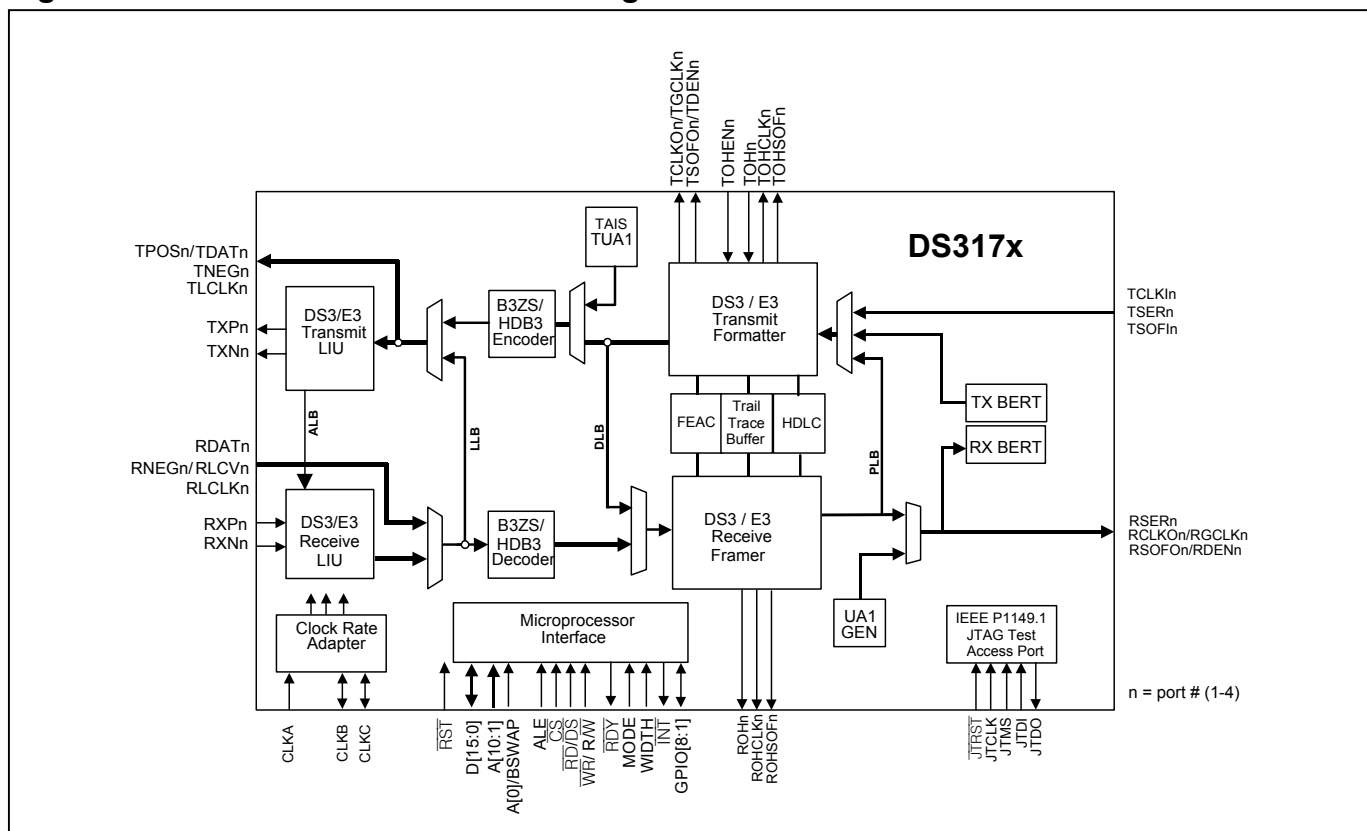 TCLKOn/TGCLKn
TSOFOn/TDENn
TOHENn
TOHn
TOHCLKn
TOHSOFn
DS317x
TAIS
TUA1
TPOSn/TDATn
TNEGn
TLCLKn
TXPn
TXNn
DS3/E3
Transmit
LIU
B3ZS/
HDB3
Encoder
DS3 / E3
Transmit
Formatter
TCLKIn
TSERn
TSOFIn
ALB
LLB
DLB
FEAC
Trail
Trace
Buffer
HDLC
PLB
TX BERT
RX BERT
RDATn
RNEGn/ RLCVn
RLCLKn
RXPn
RXNn
DS3/E3
Receive
LIU
B3ZS/
HDB3
Decoder
DS3 / E3
Receive
Framer
RSERn
RCLKOn/RGCLKn
RSOFOn/RDENn
UA1
GEN
Clock Rate
Adapter
Microprocessor
Interface
IEEE P1149.1
JTAG Test
Access Port
n = port # (1-4)
CLKA
CLKB
CLKC
RST
D[15:0]
A[10:1]
A[0]/BSWAP
ALE
CS
RD/DS
WR/ R/W
RDY
MODE
WIDTH
INT
GPIO[8:1]
ROHn
ROHCLKn
ROHSOFn
JTRST
JTCLK
JTMS
JTDI
JTDO